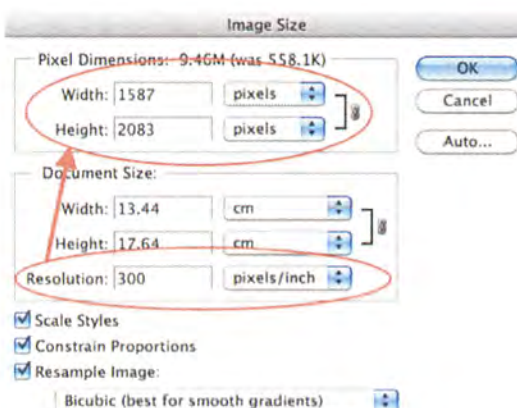 Image Size
Pixel Dimensions: 9.46M (was 558.1K)
Width: 1587 pixels
Height: 2083 pixels
OK
Cancel
Auto...
Document Size:
Width: 13.44 cm
Height: 17.64 cm
Resolution: 300 pixels/inch
Scale Styles
Constrain Proportions
Resample Image:
Bicubic (best for smooth gradients)